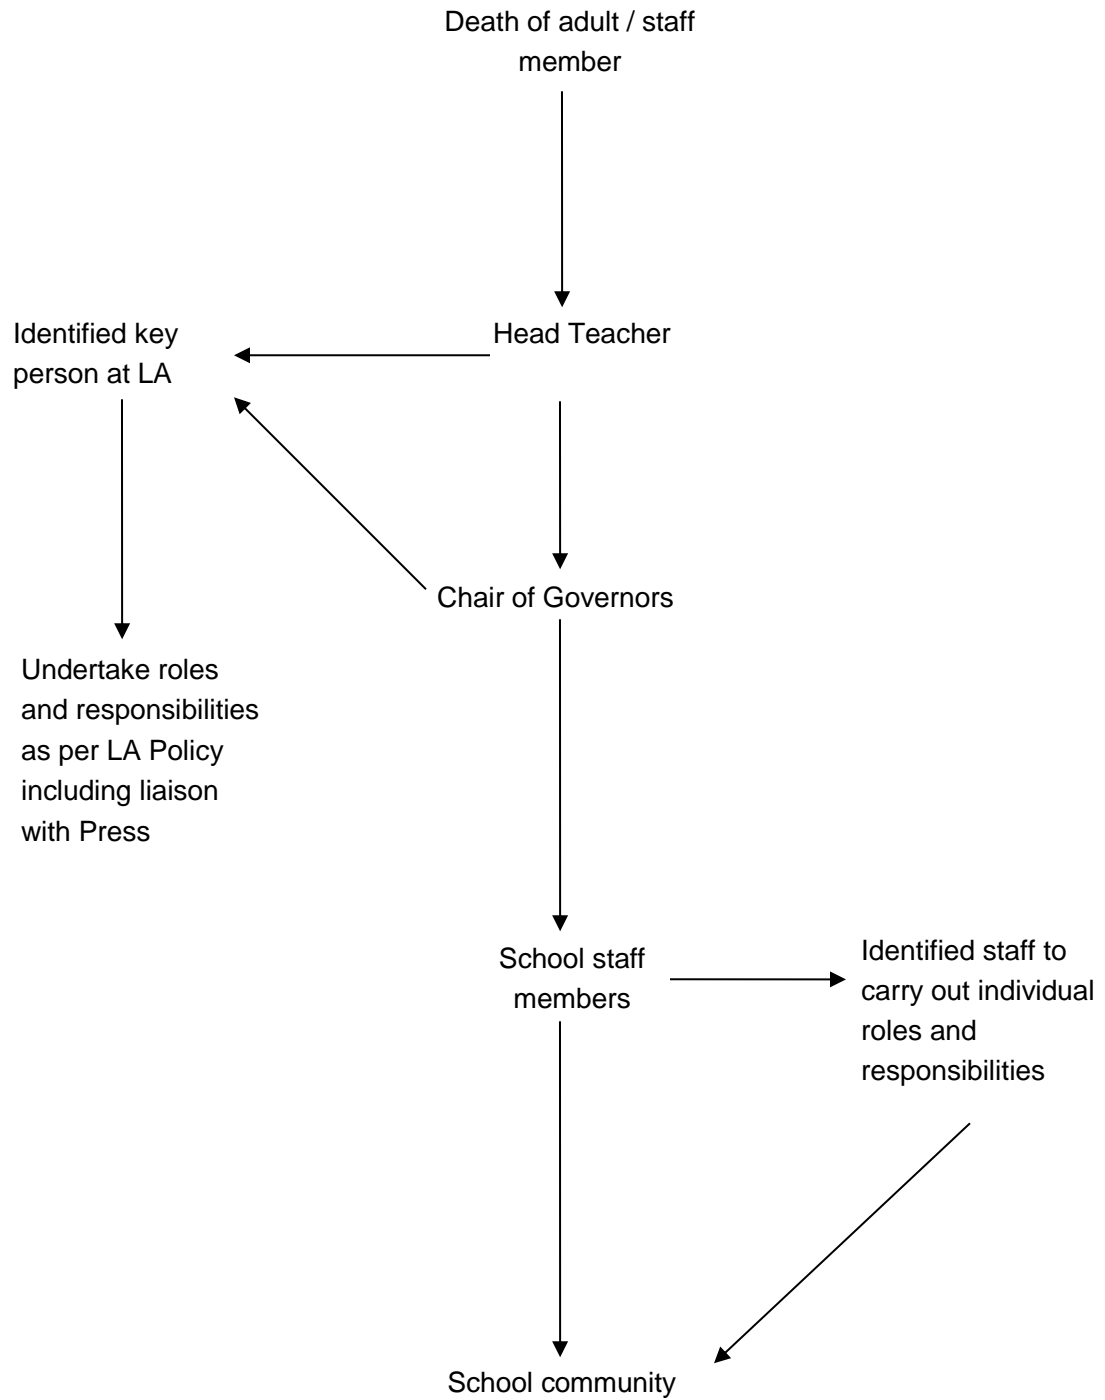 Death of adult / staff
member
Identified key
person at LA
Head Teacher
Chair of Governors
Undertake roles
and responsibilities
as per LA Policy
including liaison
with Press
School staff
members
Identified staff to
carry out individual
roles and
responsibilities
School community